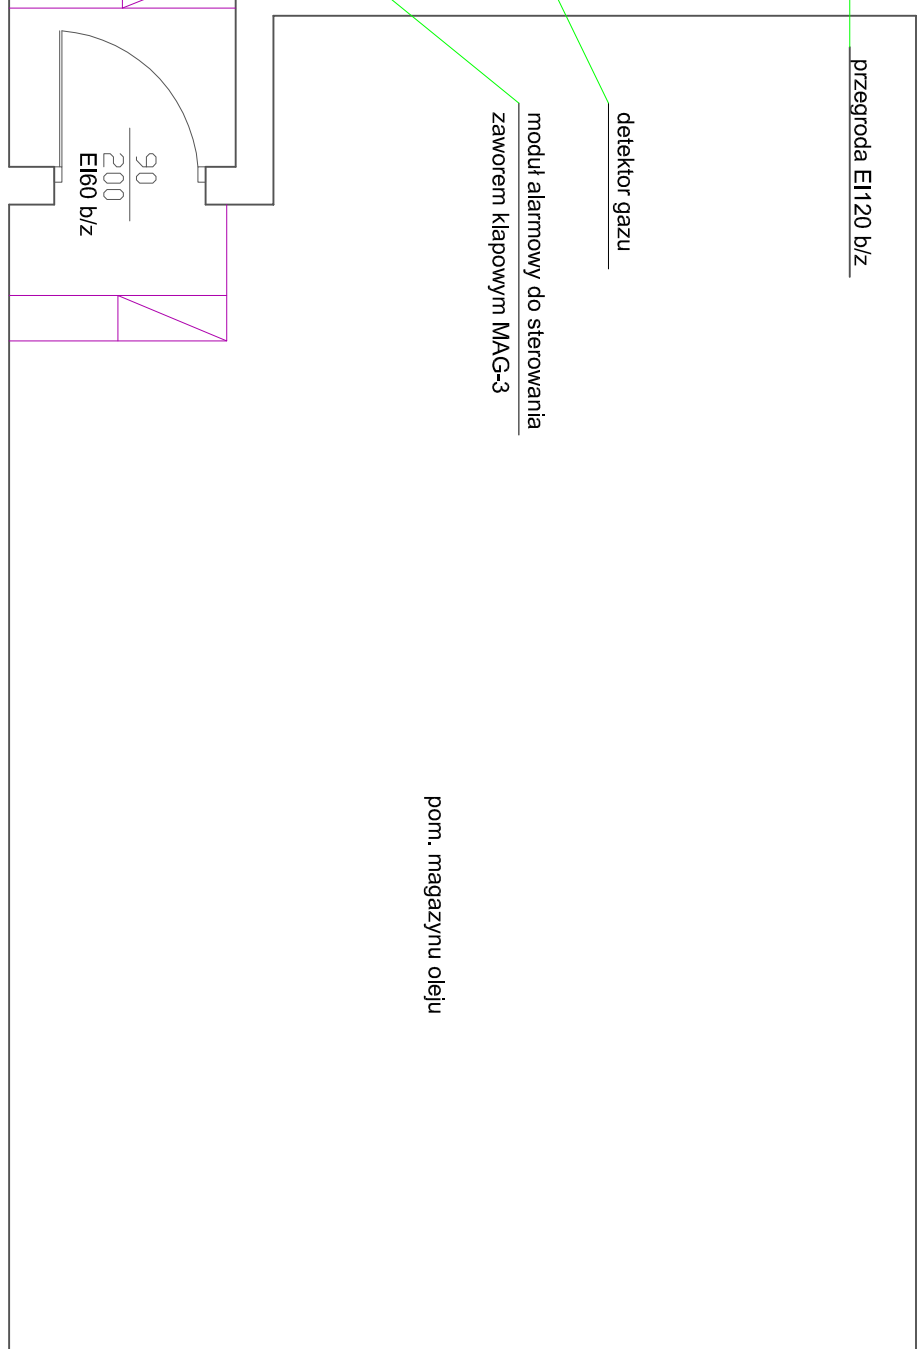 przegroda EI120 b/z
detektor gazu
moduł alarmowy do sterowania
zaworem klapowym MAG-3
90
200
EI60 b/z
pom. magazynu oleju